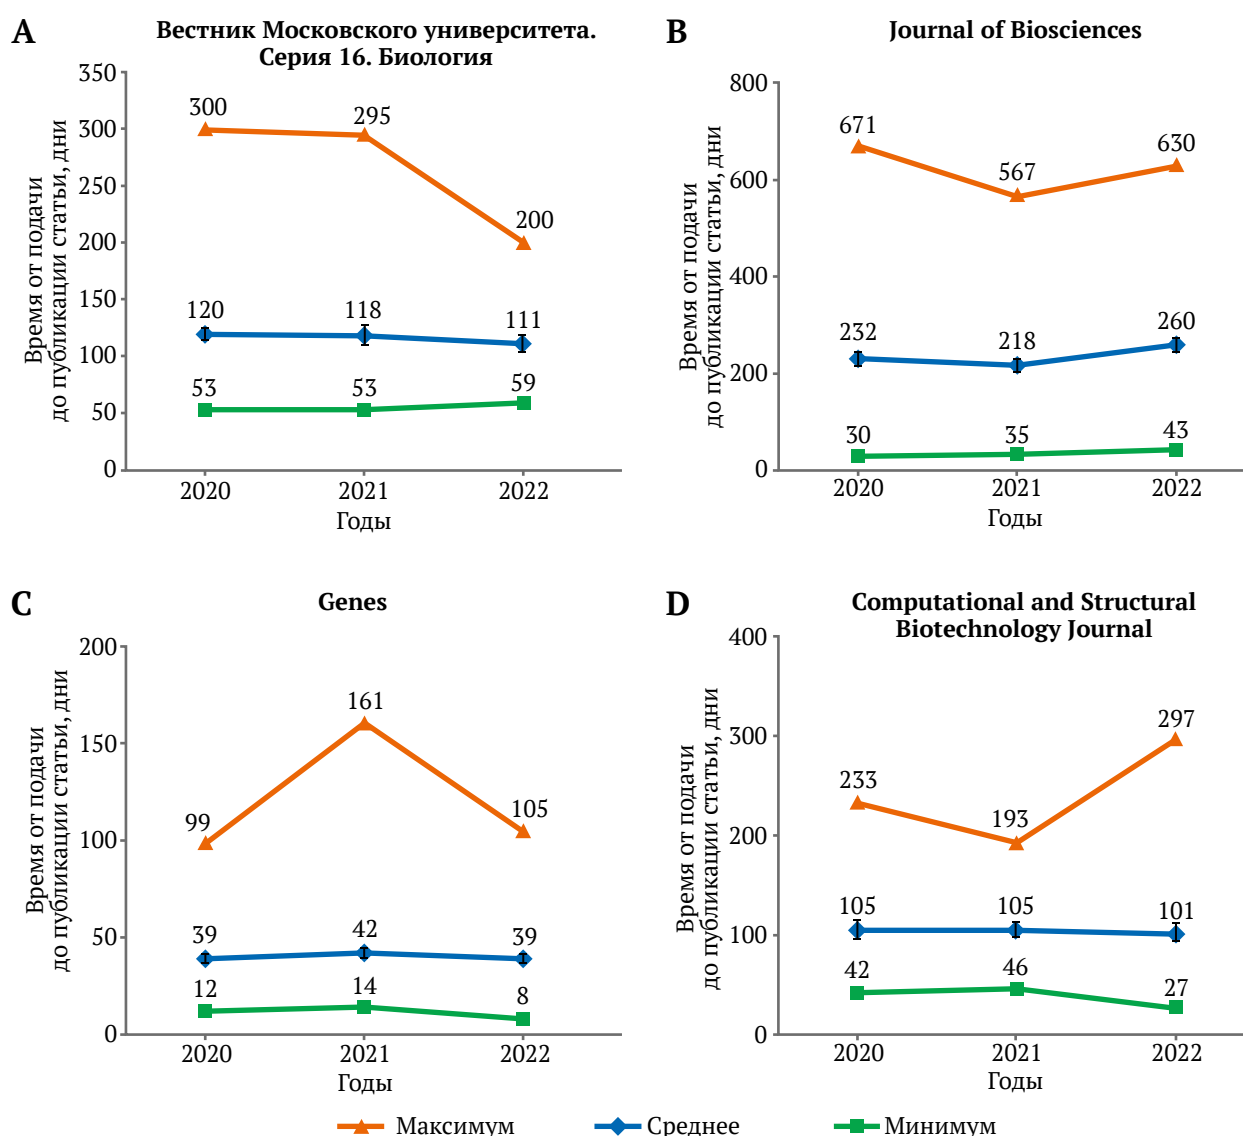 A
Вестник Московского университета.
Серия 16. Биология
Время от подачи
до публикации статьи, дни
350
300
250
200
150
100
50
0
300
295
200
120
118
111
53
53
59
2020
2021
2022
Годы
B
Journal of Biosciences
Время от подачи
до публикации статьи, дни
800
600
400
200
0
671
567
630
232
218
260
30
35
43
2020
2021
2022
Годы
C
Genes
Время от подачи
до публикации статьи, дни
200
150
100
50
0
99
161
105
39
42
39
12
14
8
2020
2021
2022
Годы
D
Computational and Structural
Biotechnology Journal
Время от подачи
до публикации статьи, дни
400
300
200
100
0
233
193
297
105
105
101
42
46
27
2020
2021
2022
Годы
Максимум
Среднее
Минимум